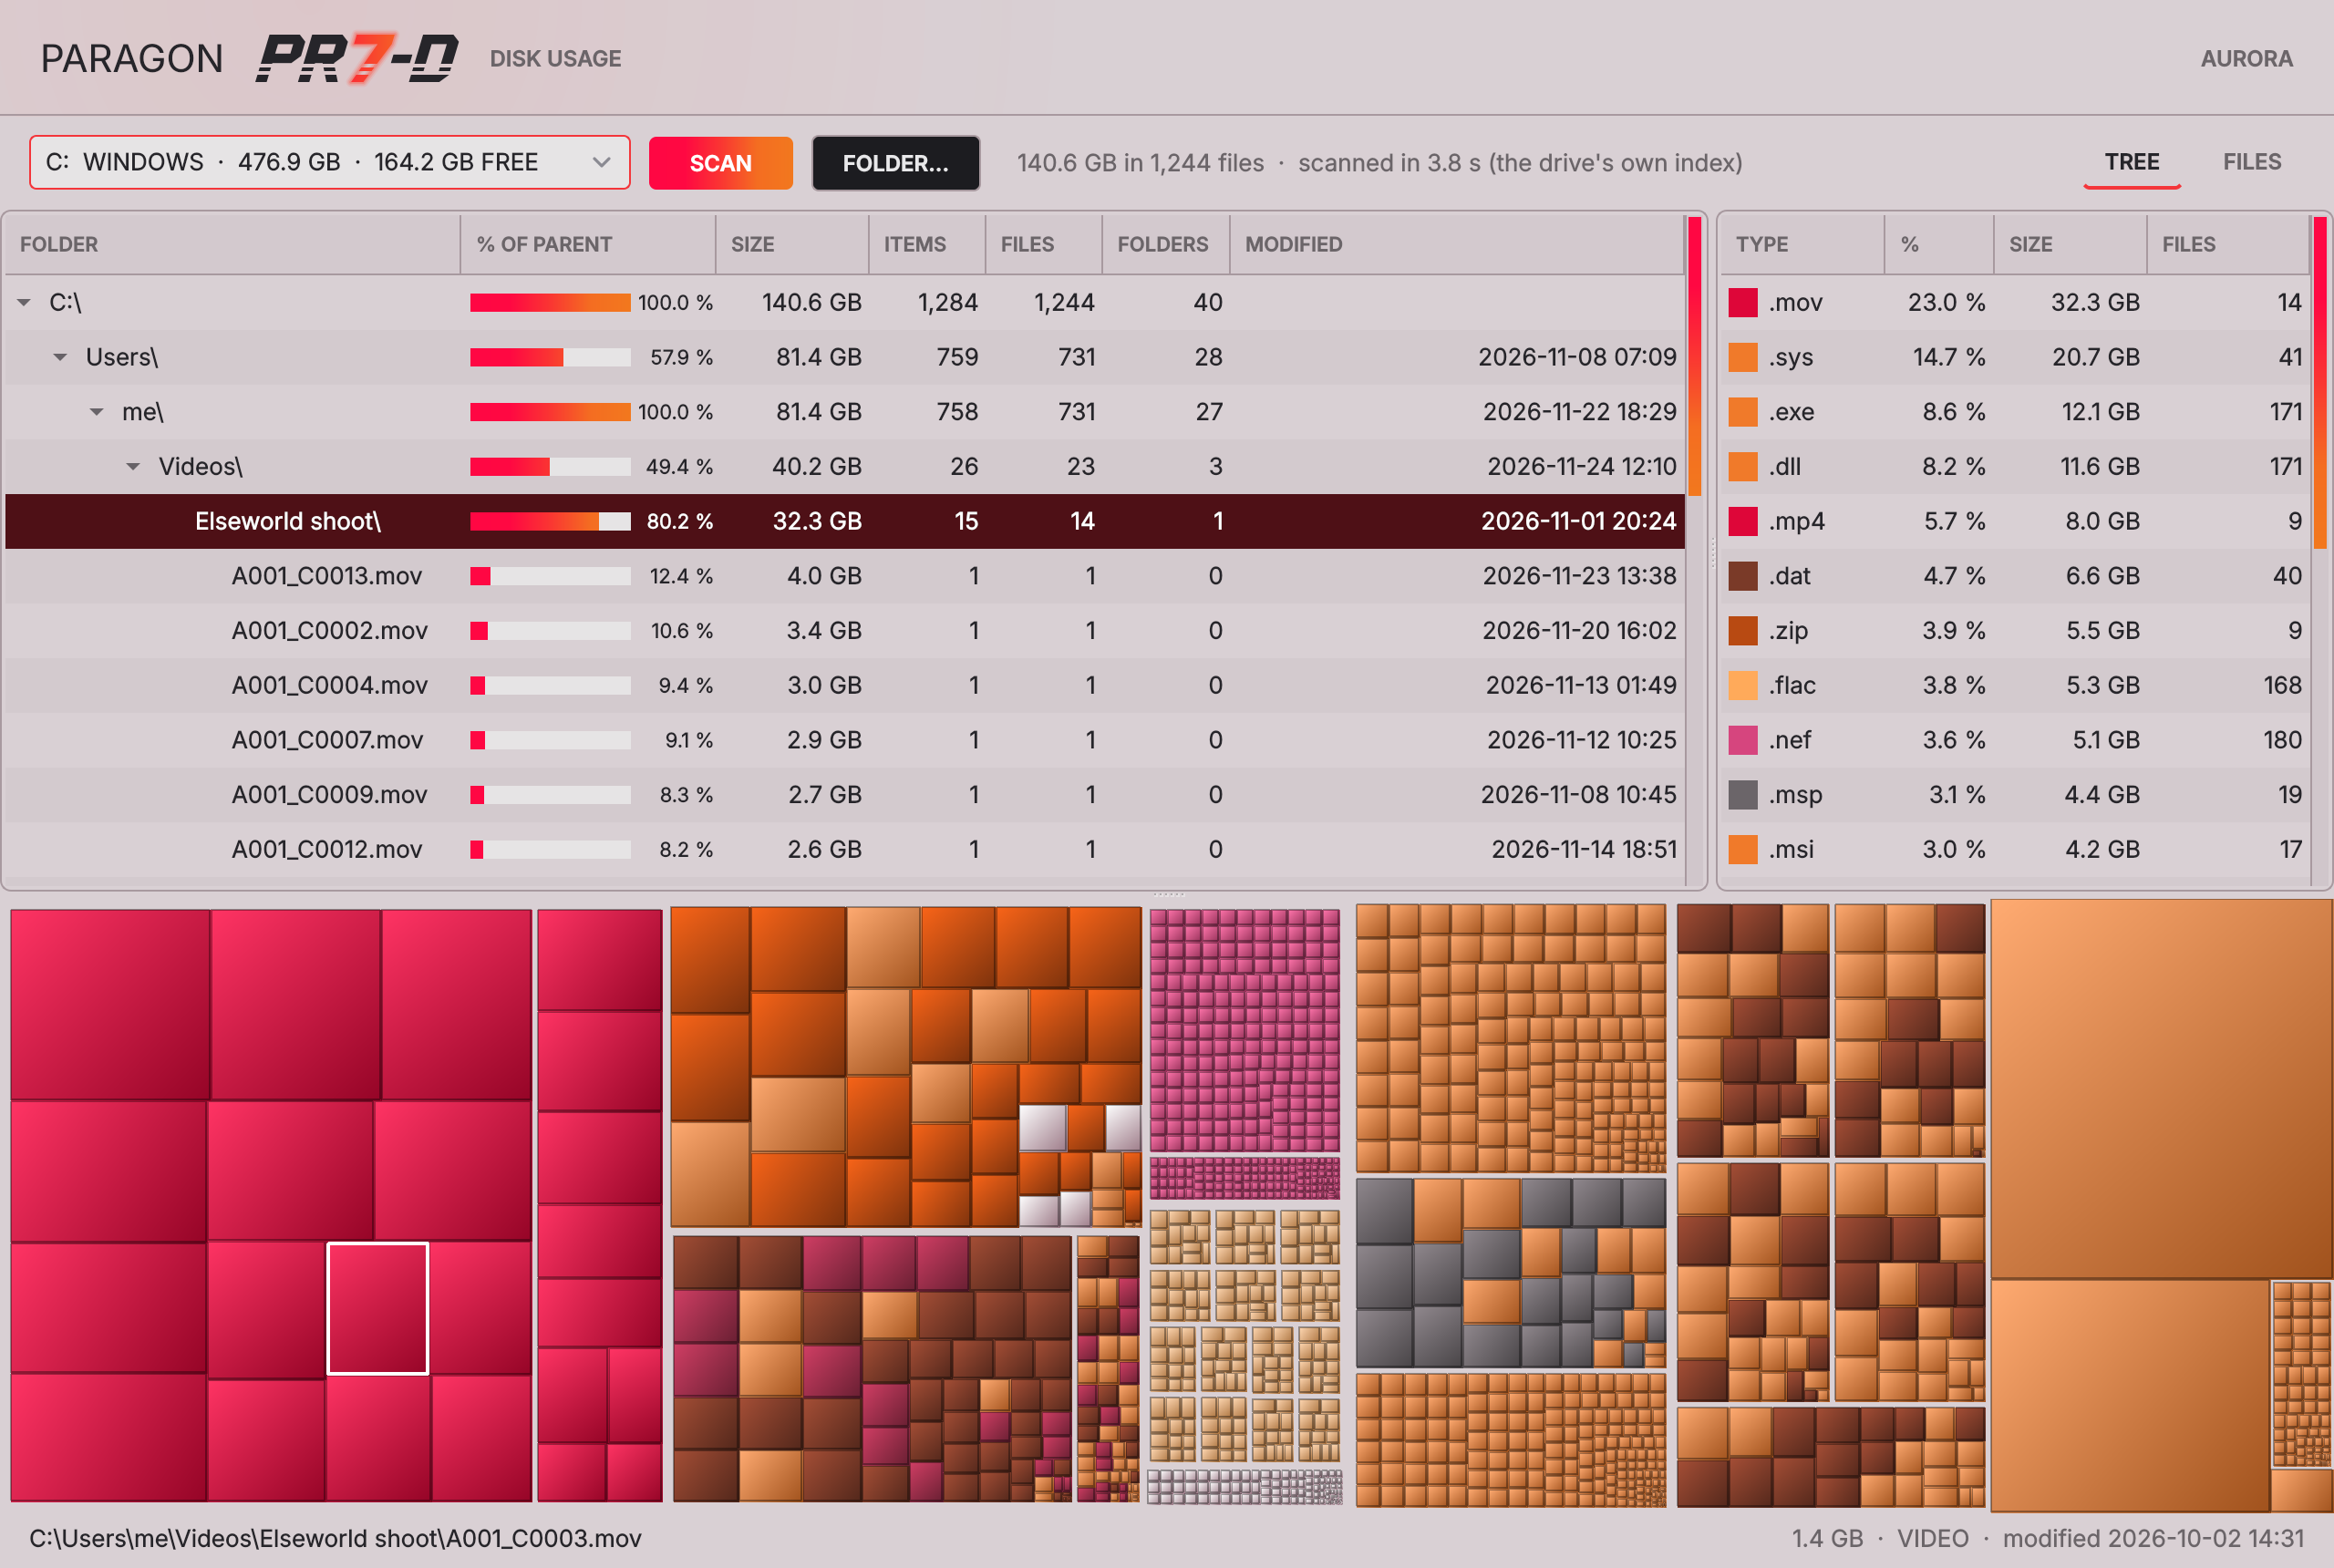 PARAGON PR7-D DISK USAGE AURORA
C: WINDOWS · 476.9 GB · 164.2 GB FREE SCAN FOLDER... 140.6 GB in 1,244 files · scanned in 3.8 s (the drive's own index) TREE FILES
FOLDER % OF PARENT SIZE ITEMS FILES FOLDERS MODIFIED
C:\ 100.0 % 140.6 GB 1,284 1,244 40
Users\ 57.9 % 81.4 GB 759 731 28 2026-11-08 07:09
me\ 100.0 % 81.4 GB 758 731 27 2026-11-22 18:29
Videos\ 49.4 % 40.2 GB 26 23 3 2026-11-24 12:10
Elseworld shoot\ 80.2 % 32.3 GB 15 14 1 2026-11-01 20:24
A001_C0013.mov 12.4 % 4.0 GB 1 1 0 2026-11-23 13:38
A001_C0002.mov 10.6 % 3.4 GB 1 1 0 2026-11-20 16:02
A001_C0004.mov 9.4 % 3.0 GB 1 1 0 2026-11-13 01:49
A001_C0007.mov 9.1 % 2.9 GB 1 1 0 2026-11-12 10:25
A001_C0009.mov 8.3 % 2.7 GB 1 1 0 2026-11-08 10:45
A001_C0012.mov 8.2 % 2.6 GB 1 1 0 2026-11-14 18:51
TYPE % SIZE FILES
.mov 23.0 % 32.3 GB 14
.sys 14.7 % 20.7 GB 41
.exe 8.6 % 12.1 GB 171
.dll 8.2 % 11.6 GB 171
.mp4 5.7 % 8.0 GB 9
.dat 4.7 % 6.6 GB 40
.zip 3.9 % 5.5 GB 9
.flac 3.8 % 5.3 GB 168
.nef 3.6 % 5.1 GB 180
.msp 3.1 % 4.4 GB 19
.msi 3.0 % 4.2 GB 17
C:\Users\me\Videos\Elseworld shoot\A001_C0003.mov 1.4 GB · VIDEO · modified 2026-10-02 14:31